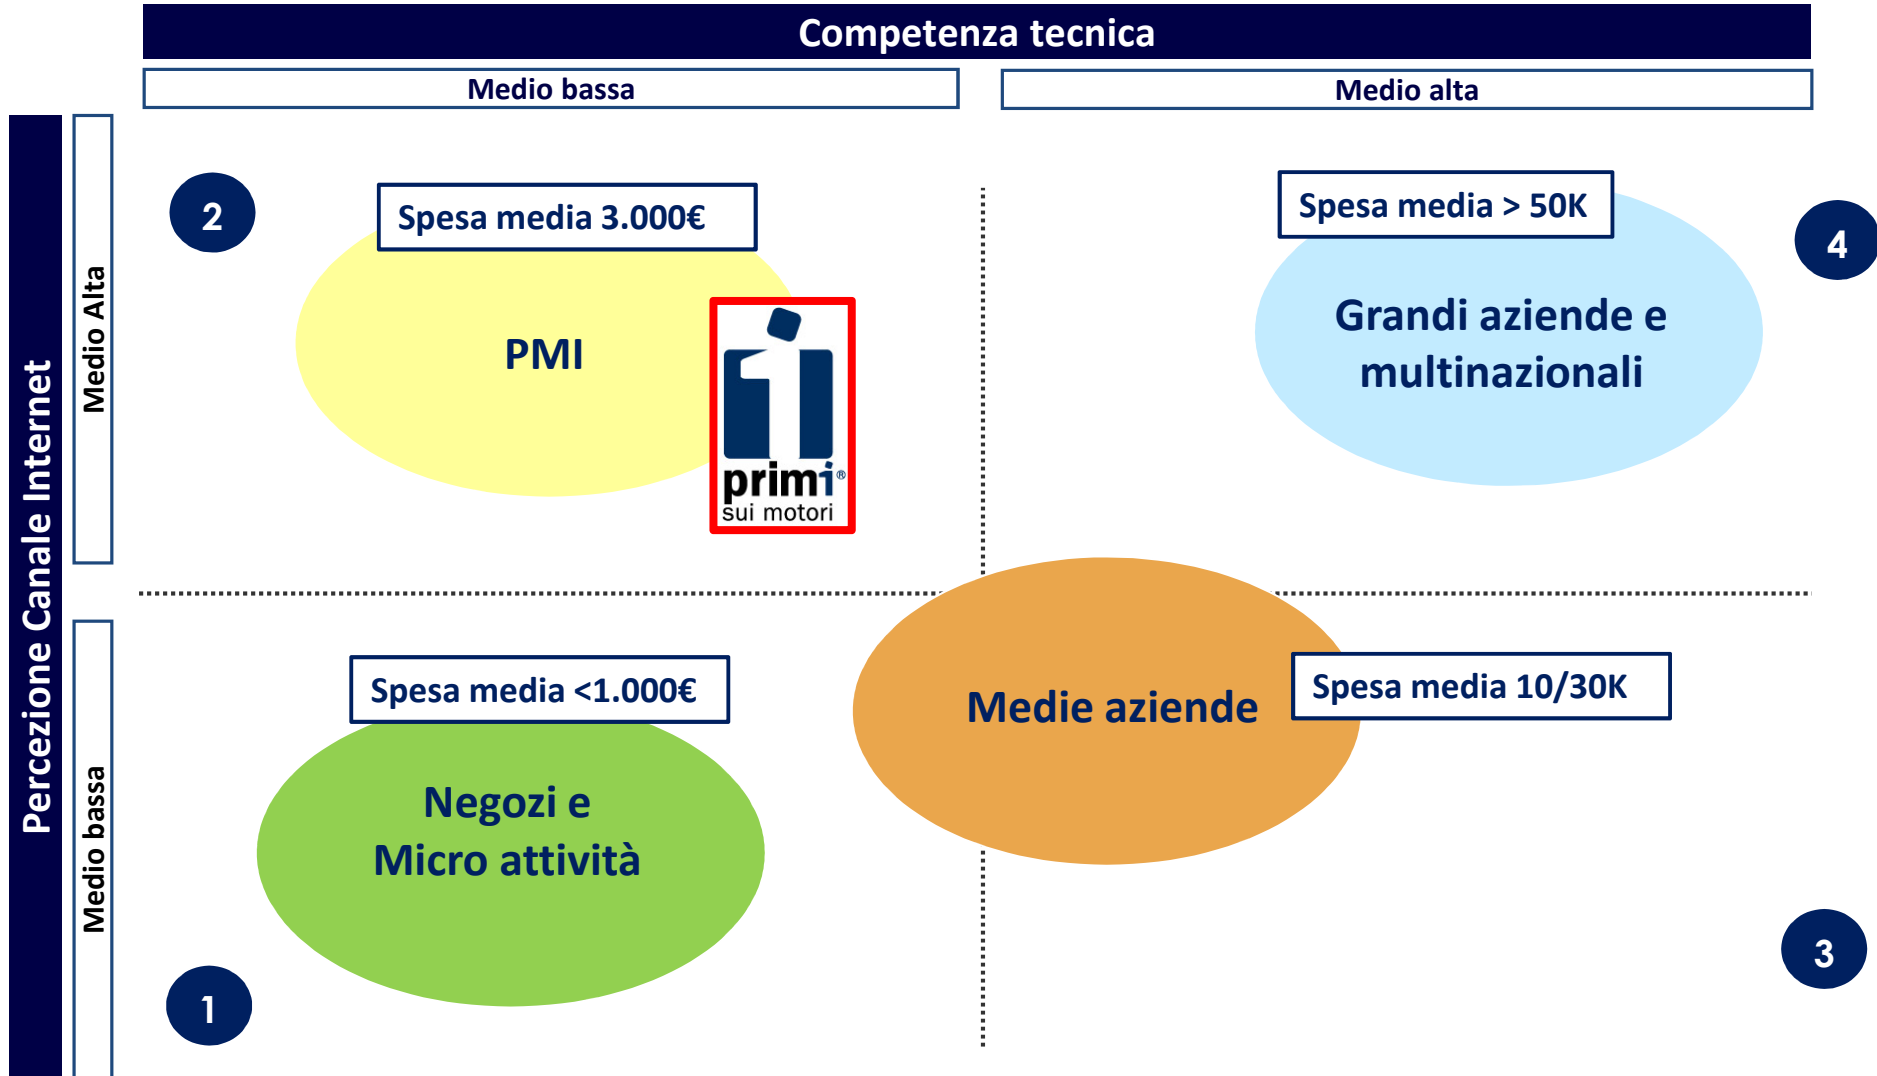 Competenza tecnica
Medio bassa
Medio alta
Percezione Canale Internet
Medio Alta
Medio bassa
2
Spesa media 3.000€
PMI
primi®
sui motori
Spesa media > 50K
4
Grandi aziende e
multinazionali
Spesa media <1.000€
Negozi e
Micro attività
1
Medie aziende
Spesa media 10/30K
3